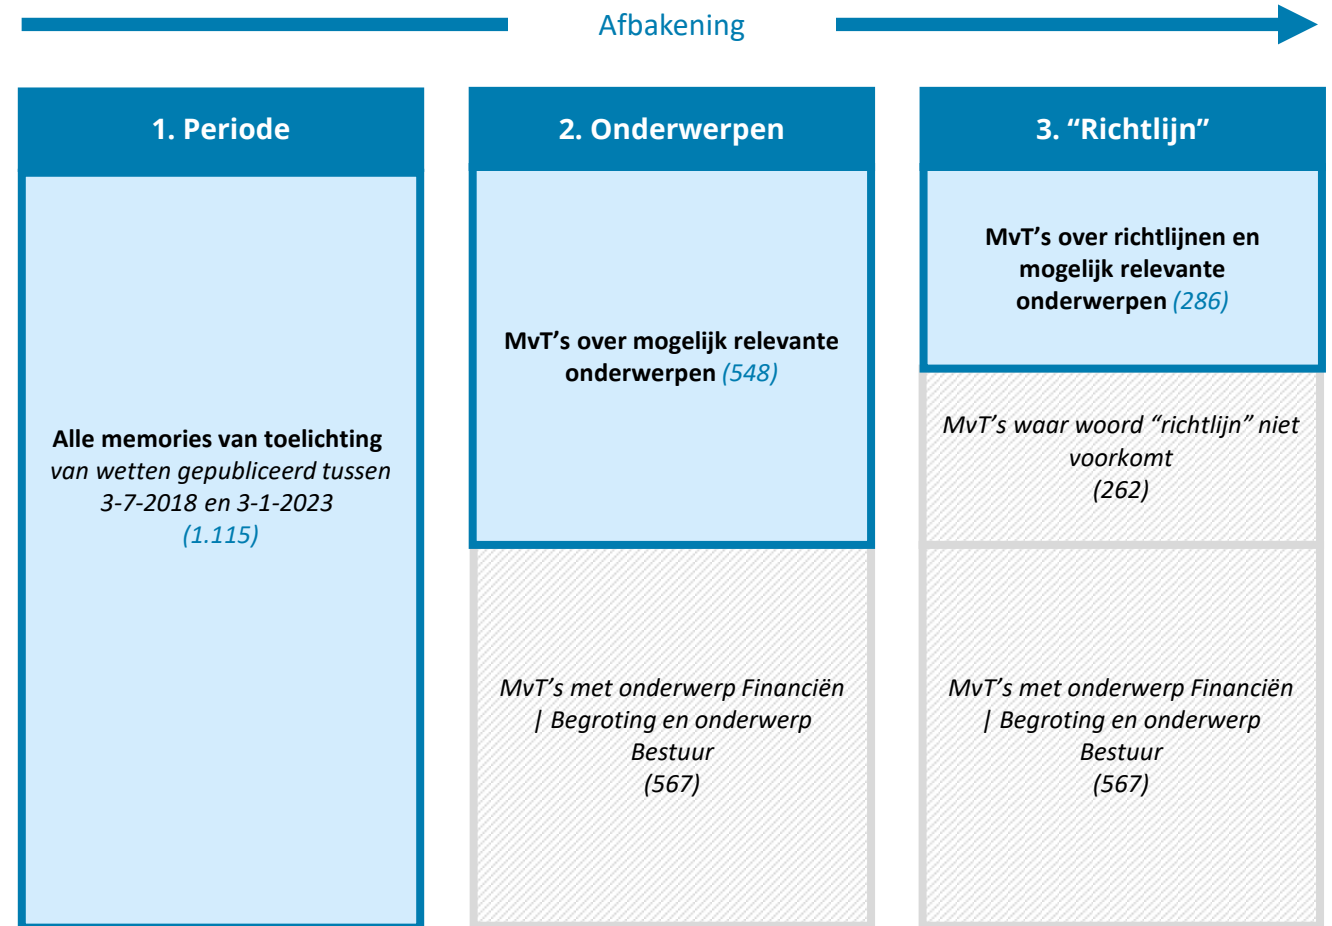 Afbakening
1. Periode
Alle memories van toelichting
van wetten gepubliceerd tussen
3-7-2018 en 3-1-2023
(1.115)
2. Onderwerpen
MvT’s over mogelijk relevante
onderwerpen (548)
MvT’s met onderwerp Financiën
| Begroting en onderwerp
Bestuur
(567)
3. “Richtlijn”
MvT’s over richtlijnen en
mogelijk relevante
onderwerpen (286)
MvT’s waar woord “richtlijn” niet
voorkomt
(262)
MvT’s met onderwerp Financiën
| Begroting en onderwerp
Bestuur
(567)